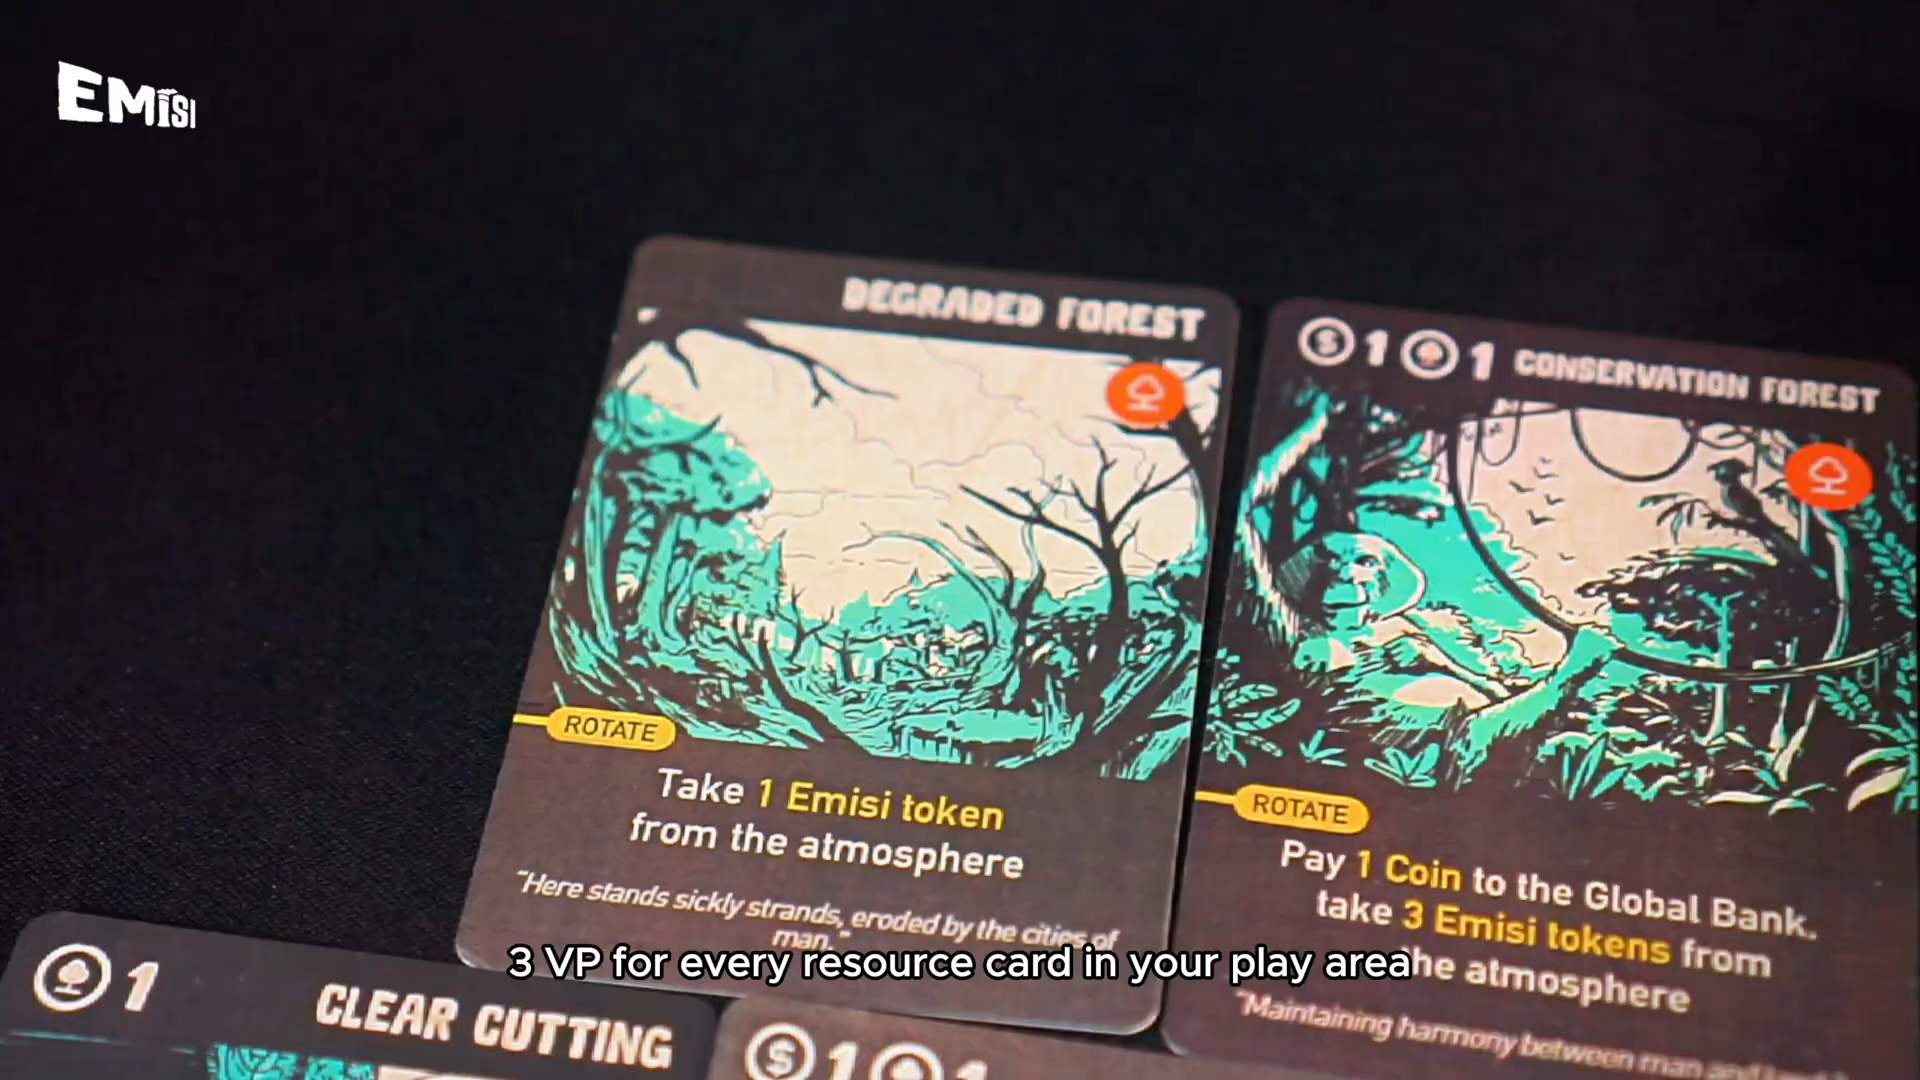 EMISI
DEGRADED FOREST
ROTATE
Take 1 Emisi token
from the atmosphere
"Here stands sickly strands, eroded by the cities of
man."
1 1 CONSERVATION FOREST
ROTATE
Pay 1 Coin to the Global Bank.
take 3 Emisi tokens from
the atmosphere
"Maintaining harmony between man and
3 VP for every resource card in your play area
1 CLEAR CUTTING
1 1